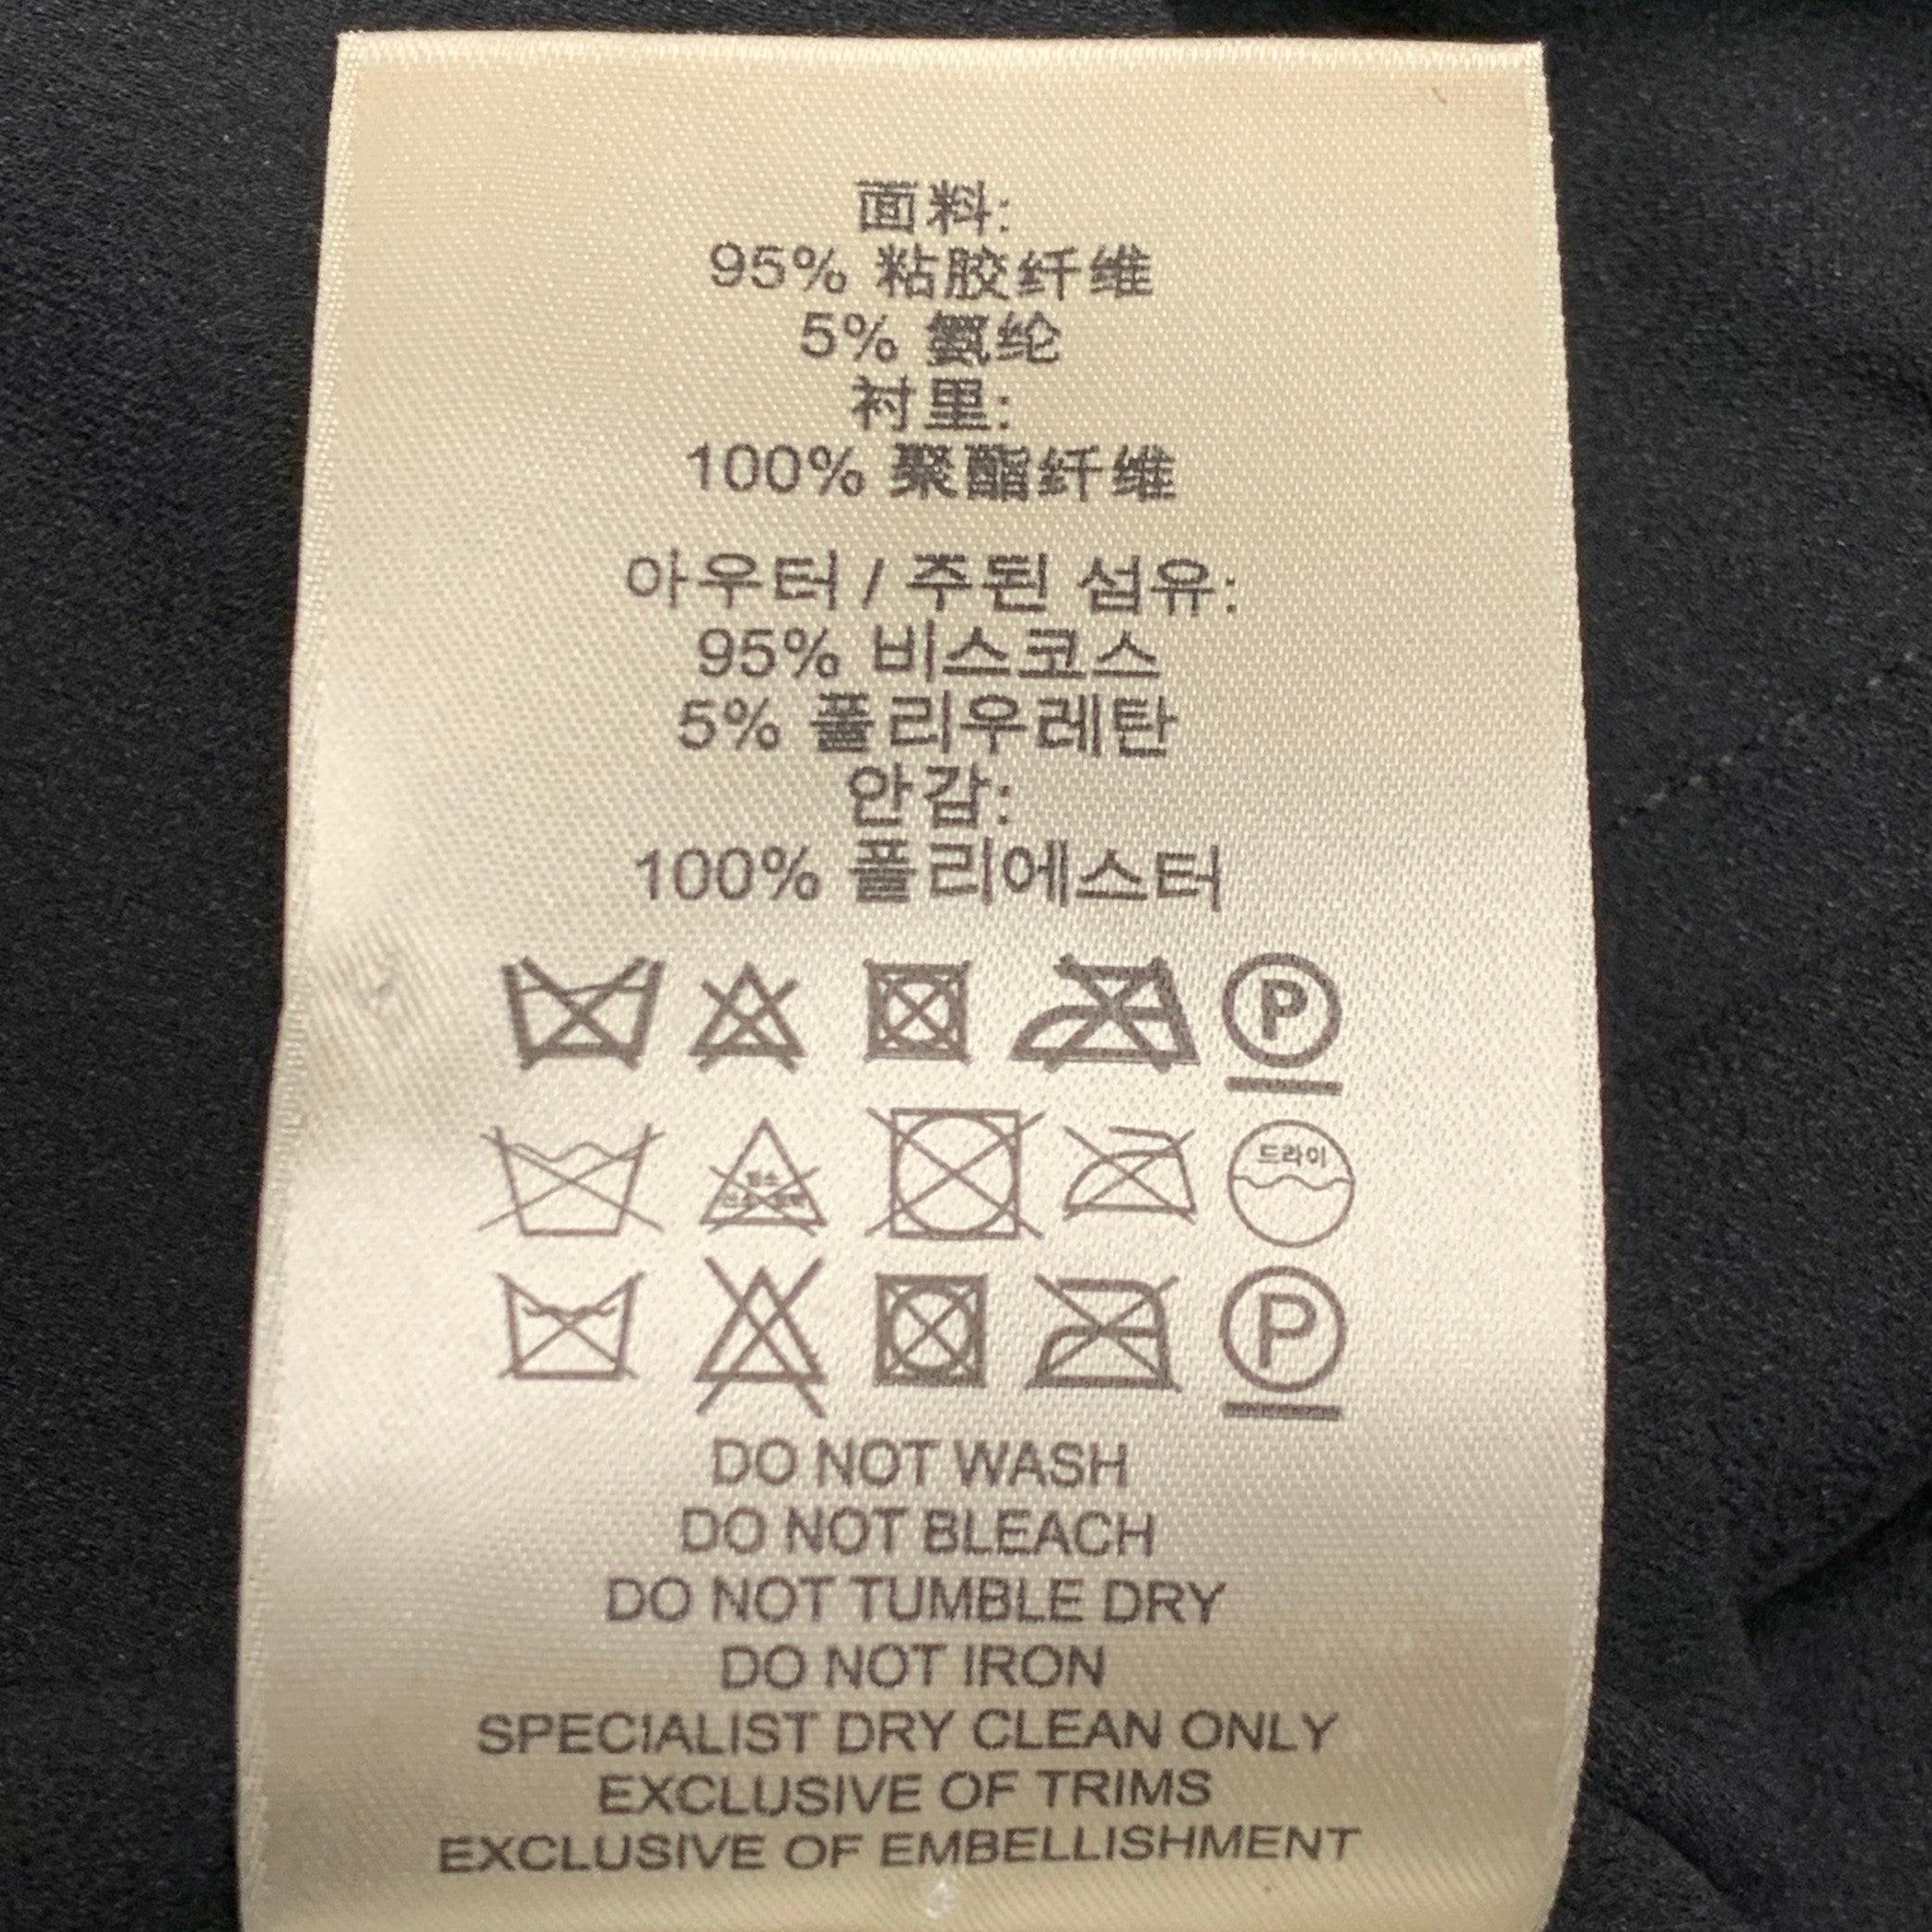 面料:
95% 粘胶纤维
5% 氨纶
衬里:
100% 聚酯纤维
아우터 / 주된 섬유:
95% 비스코스
5% 폴리우레탄
안감:
100% 폴리에스터
P
드라이
P
DO NOT WASH
DO NOT BLEACH
DO NOT TUMBLE DRY
DO NOT IRON
SPECIALIST DRY CLEAN ONLY
EXCLUSIVE OF TRIMS
EXCLUSIVE OF EMBELLISHMENT